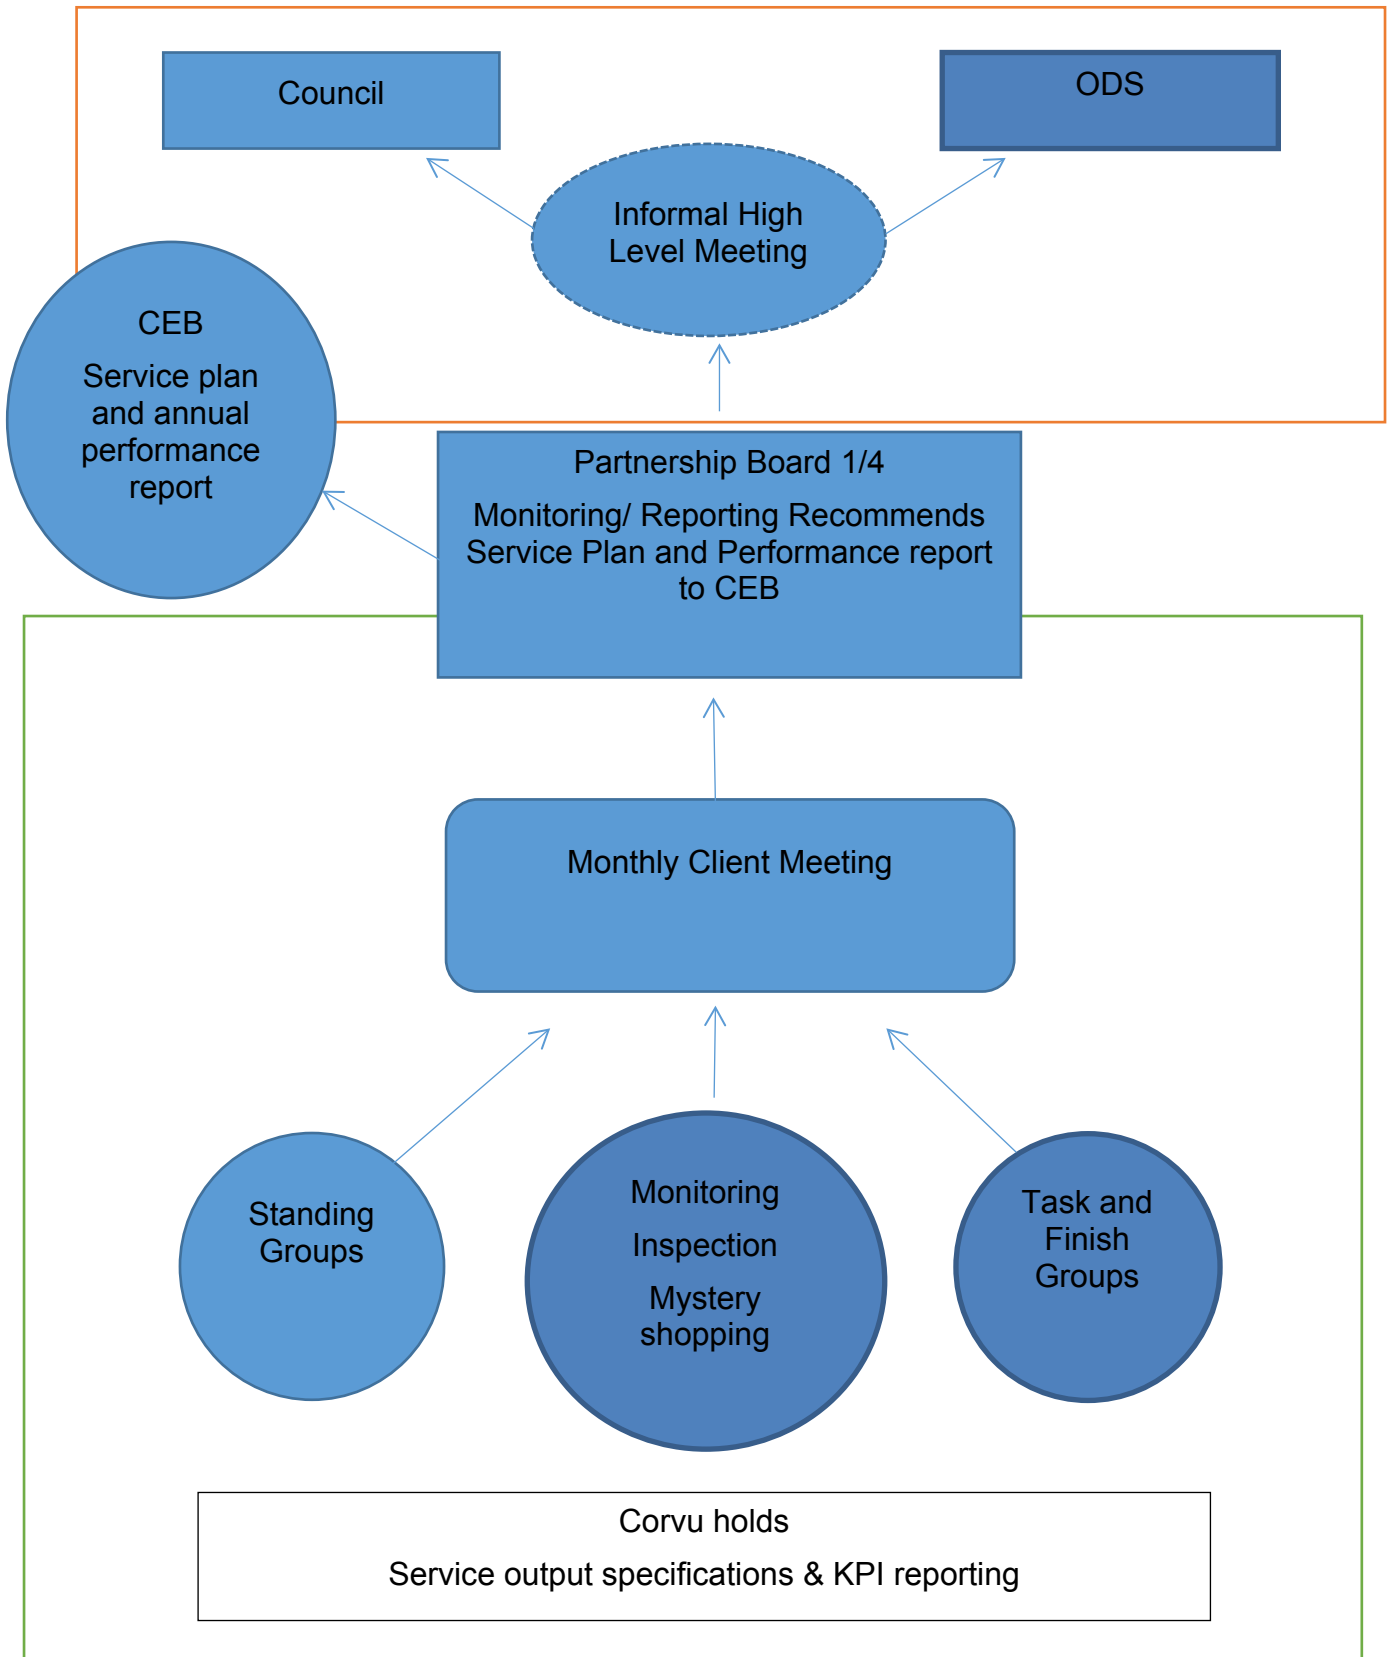 Council
ODS
Informal High
Level Meeting
CEB
Service plan
and annual
performance
report
Partnership Board 1/4
Monitoring/ Reporting Recommends
Service Plan and Performance report
to CEB
Monthly Client Meeting
Standing
Groups
Monitoring
Inspection
Mystery
shopping
Task and
Finish
Groups
Corvu holds
Service output specifications & KPI reporting